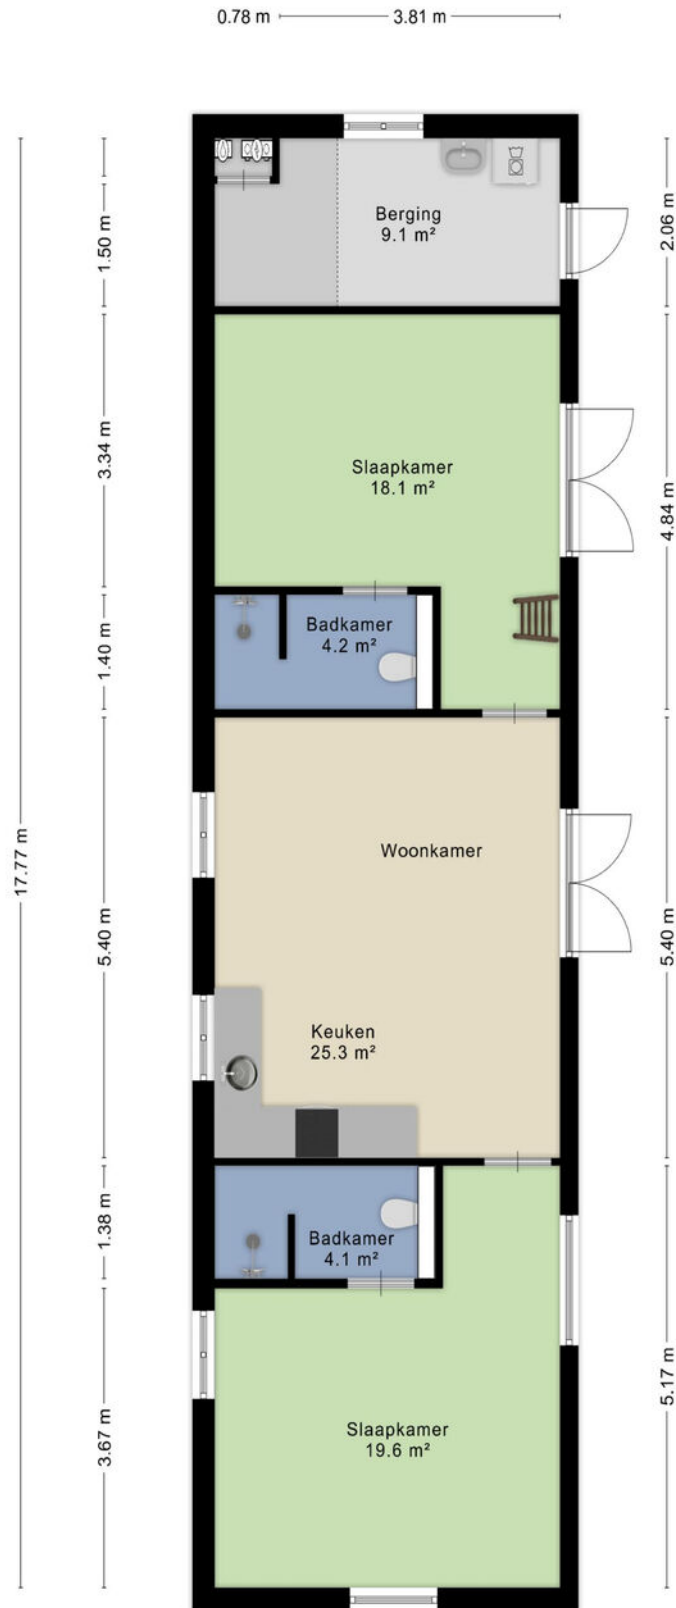 0.78 m
3.81 m
1.50 m
2.06 m
Berging
9.1 m²
3.34 m
Slaapkamer
18.1 m²
4.84 m
1.40 m
Badkamer
4.2 m²
17.77 m
5.40 m
Woonkamer
5.40 m
Keuken
25.3 m²
1.38 m
Badkamer
4.1 m²
5.17 m
3.67 m
Slaapkamer
19.6 m²